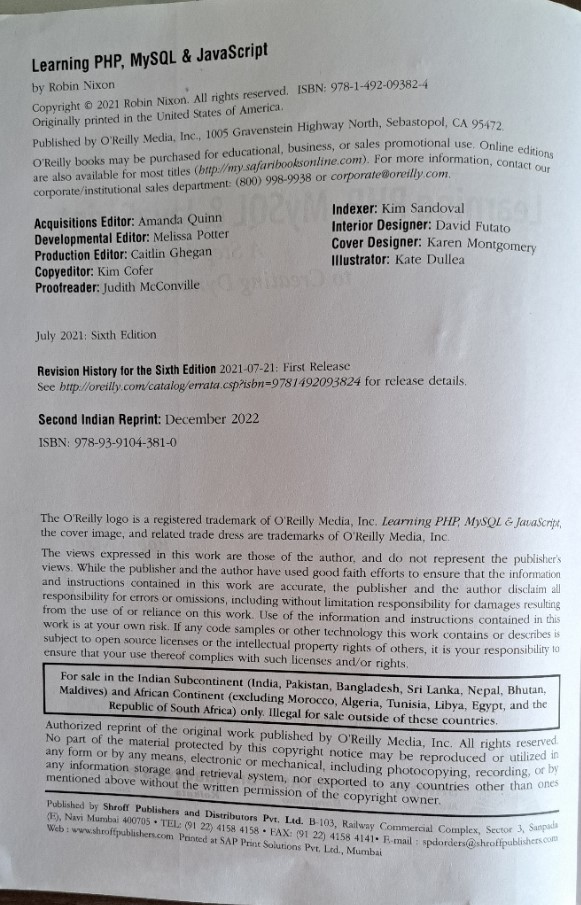 Learning PHP, MySQL & JavaScript
by Robin Nixon
Copyright © 2021 Robin Nixon. All rights reserved. ISBN: 978-1-492-09382-4
Originally printed in the United States of America.
Published by O'Reilly Media, Inc., 1005 Gravenstein Highway North, Sebastopol, CA 95472.
O'Reilly books may be purchased for educational, business, or sales promotional use. Online editions
are also available for most titles (http://my.safaribooksonline.com). For more information, contact our
corporate/institutional sales department: (800) 998-9938 or corporate@oreilly.com.
Acquisitions Editor: Amanda Quinn
Developmental Editor: Melissa Potter
Production Editor: Caitlin Ghegan
Copyeditor: Kim Cofer
Proofreader: Judith McConville
Indexer: Kim Sandoval
Interior Designer: David Futato
Cover Designer: Karen Montgomery
Illustrator: Kate Dullea
July 2021: Sixth Edition
Revision History for the Sixth Edition 2021-07-21: First Release
See http://oreilly.com/catalog/errata.csp?isbn=9781492093824 for release details.
Second Indian Reprint: December 2022
ISBN: 978-93-9104-381-0
The O'Reilly logo is a registered trademark of O'Reilly Media, Inc. Learning PHP, MySQL & JavaScript,
the cover image, and related trade dress are trademarks of O'Reilly Media, Inc.
The views expressed in this work are those of the author, and do not represent the publisher's
views. While the publisher and the author have used good faith efforts to ensure that the information
and instructions contained in this work are accurate, the publisher and the author disclaim all
responsibility for errors or omissions, including without limitation responsibility for damages resulting
from the use of or reliance on this work. Use of the information and instructions contained in this
work is at your own risk. If any code samples or other technology this work contains or describes is
subject to open source licenses or the intellectual property rights of others, it is your responsibility to
ensure that your use thereof complies with such licenses and/or rights.
For sale in the Indian Subcontinent (India, Pakistan, Bangladesh, Sri Lanka, Nepal, Bhutan,
Maldives) and African Continent (excluding Morocco, Algeria, Tunisia, Libya, Egypt, and the
Republic of South Africa) only. Illegal for sale outside of these countries.
Authorized reprint of the original work published by O'Reilly Media, Inc. All rights reserved.
No part of the material protected by this copyright notice may be reproduced or utilized in
any form or by any means, electronic or mechanical, including photocopying, recording, or by
any information storage and retrieval system, nor exported to any countries other than ones
mentioned above without the written permission of the copyright owner.
Published by Shroff Publishers and Distributors Pvt. Ltd. B-103, Railway Commercial Complex, Sector 3, Sanpada
(E), Navi Mumbai 400705 • TEL: (91 22) 4158 4158 • FAX: (91 22) 4158 4141• E-mail : spdorders@shroffpublishers.com
Web : www.shroffpublishers.com Printed at SAP Print Solutions Pvt. Ltd., Mumbai